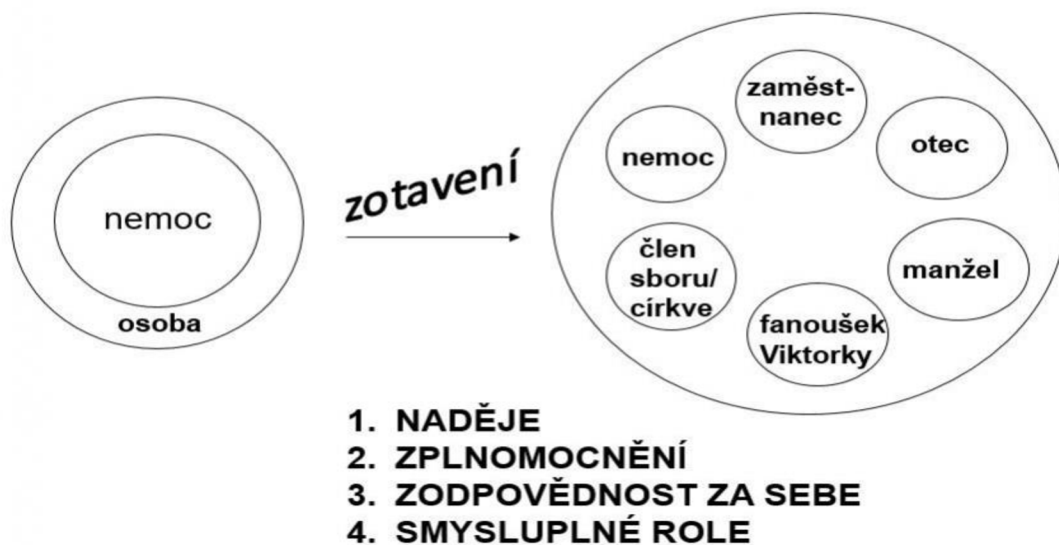 nemoc
osoba
zotavení
zaměst-
nanec
nemoc
otec
člen
sboru/
církve
manžel
fanoušek
Viktorky
1. NADĚJE
2. ZPLNOMOCNĚNÍ
3. ZODPOVĚDNOST ZA SEBE
4. SMYSLUPLNÉ ROLE